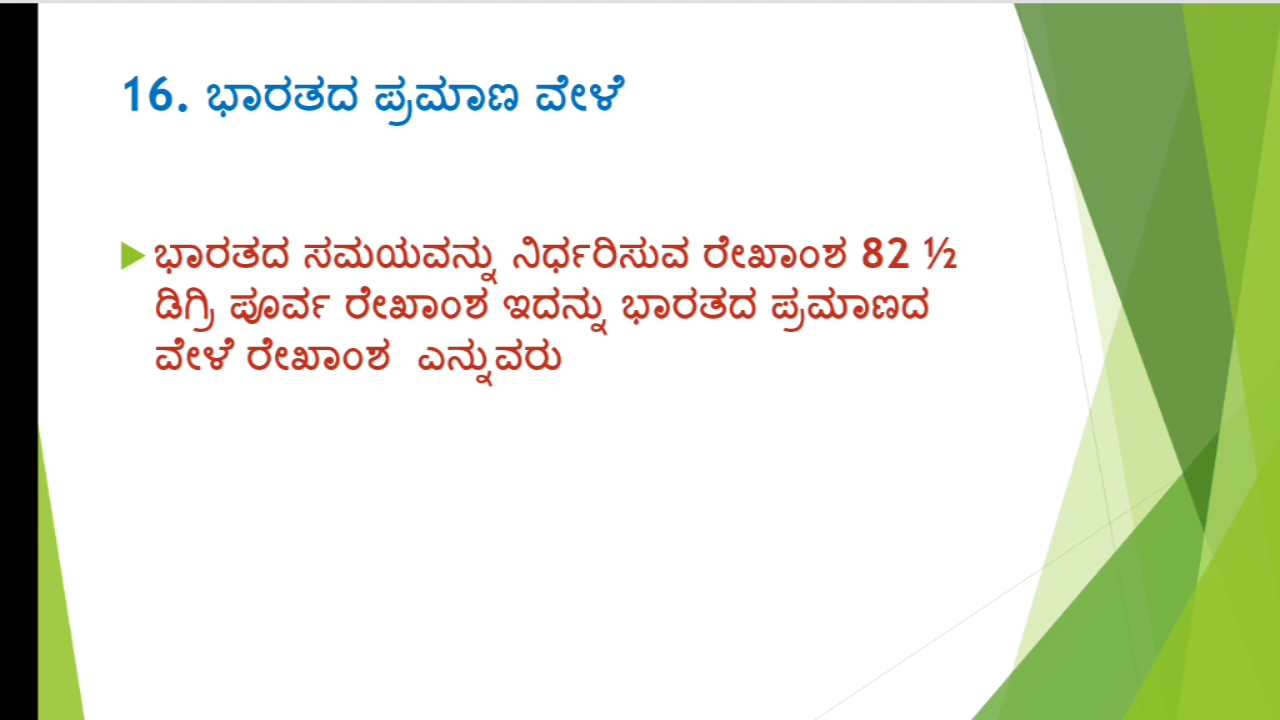 16. ಭಾರತದ ಪ್ರಮಾಣ ವೇಳೆ
ಭಾರತದ ಸಮಯವನ್ನು ನಿರ್ಧರಿಸುವ ರೇಖಾಂಶ 82 ½
ಡಿಗ್ರಿ ಪೂರ್ವ ರೇಖಾಂಶ ಇದನ್ನು ಭಾರತದ ಪ್ರಮಾಣದ
ವೇಳೆ ರೇಖಾಂಶ ಎನ್ನುವರು